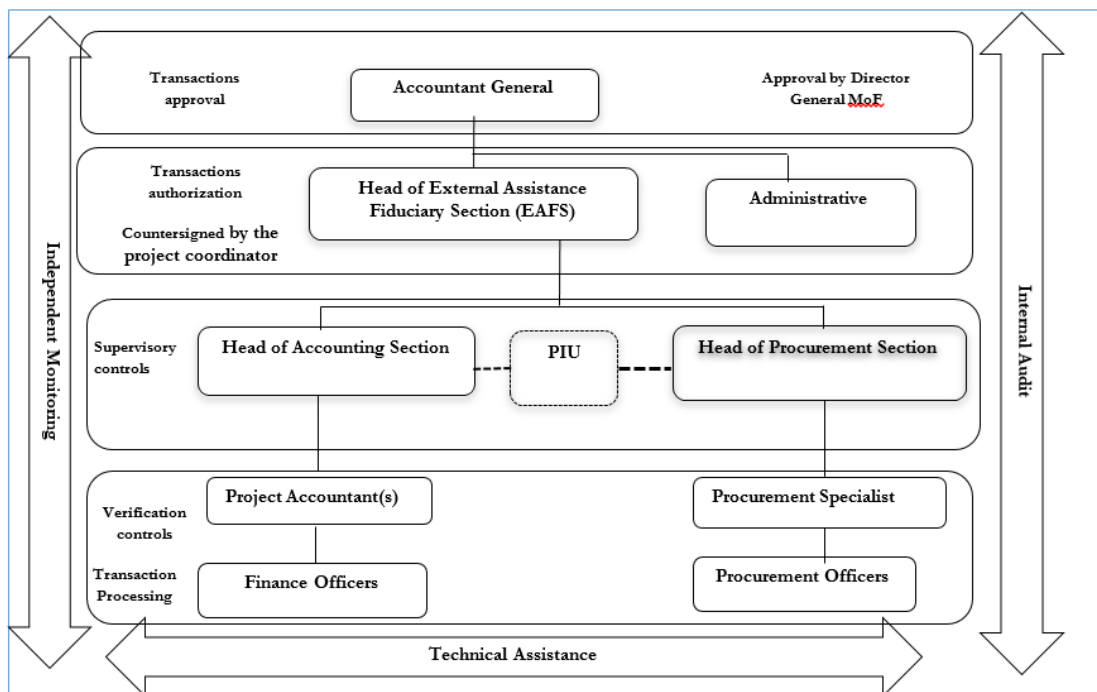 Transactions
approval
Accountant General
Approval by Director
General MoF
Transactions
authorization
Countersigned by the
project coordinator
Head of External Assistance
Fiduciary Section (EAFS)
Administrative
Independent Monitoring
Internal Audit
Supervisory
controls
Head of Accounting Section
PIU
Head of Procurement Section
Verification
controls
Project Accountant(s)
Procurement Specialist
Transaction
Processing
Finance Officers
Procurement Officers
Technical Assistance